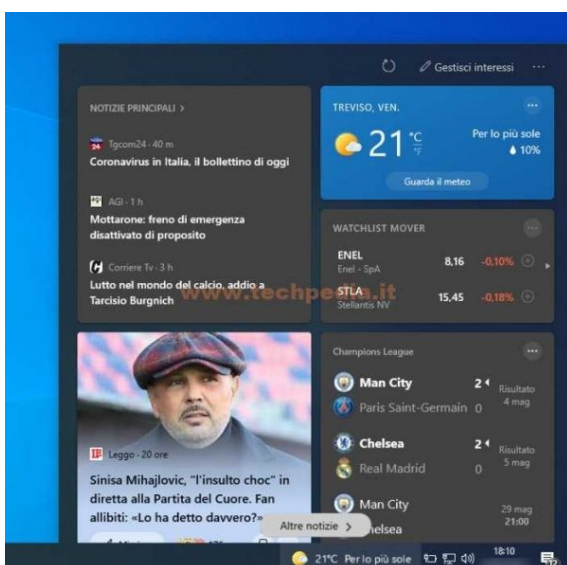 Gestisci interessi
NOTIZIE PRINCIPALI >
24
Tgcom24 - 40 m
Coronavirus in Italia, il bollettino di oggi
AGI
AGI - 1 h
Mottarone: freno di emergenza
disattivato di proposito
Corriere Tv - 3 h
Lutto nel mondo del calcio, addio a
Tarcisio Burgnich
TREVISO, VEN.
21 °C
°F
Per lo più sole
10%
Guarda il meteo
WATCHLIST MOVER
ENEL 8,16 -0,10%
Enel - SpA
STLA 15,45 -0,18%
Stellantis NV
www.techpedia.it
Leggo - 20 ore
Sinisa Mihajlovic, "l'insulto choc" in
diretta alla Partita del Cuore. Fan
allibiti: «Lo ha detto davvero?»
Champions League
Man City 2 Risultato
Paris Saint-Germain 0 4 mag
Chelsea 2 Risultato
Real Madrid 0 5 mag
Man City 29 mag
21:00
Altre notizie >
21°C Per lo più sole 18:10